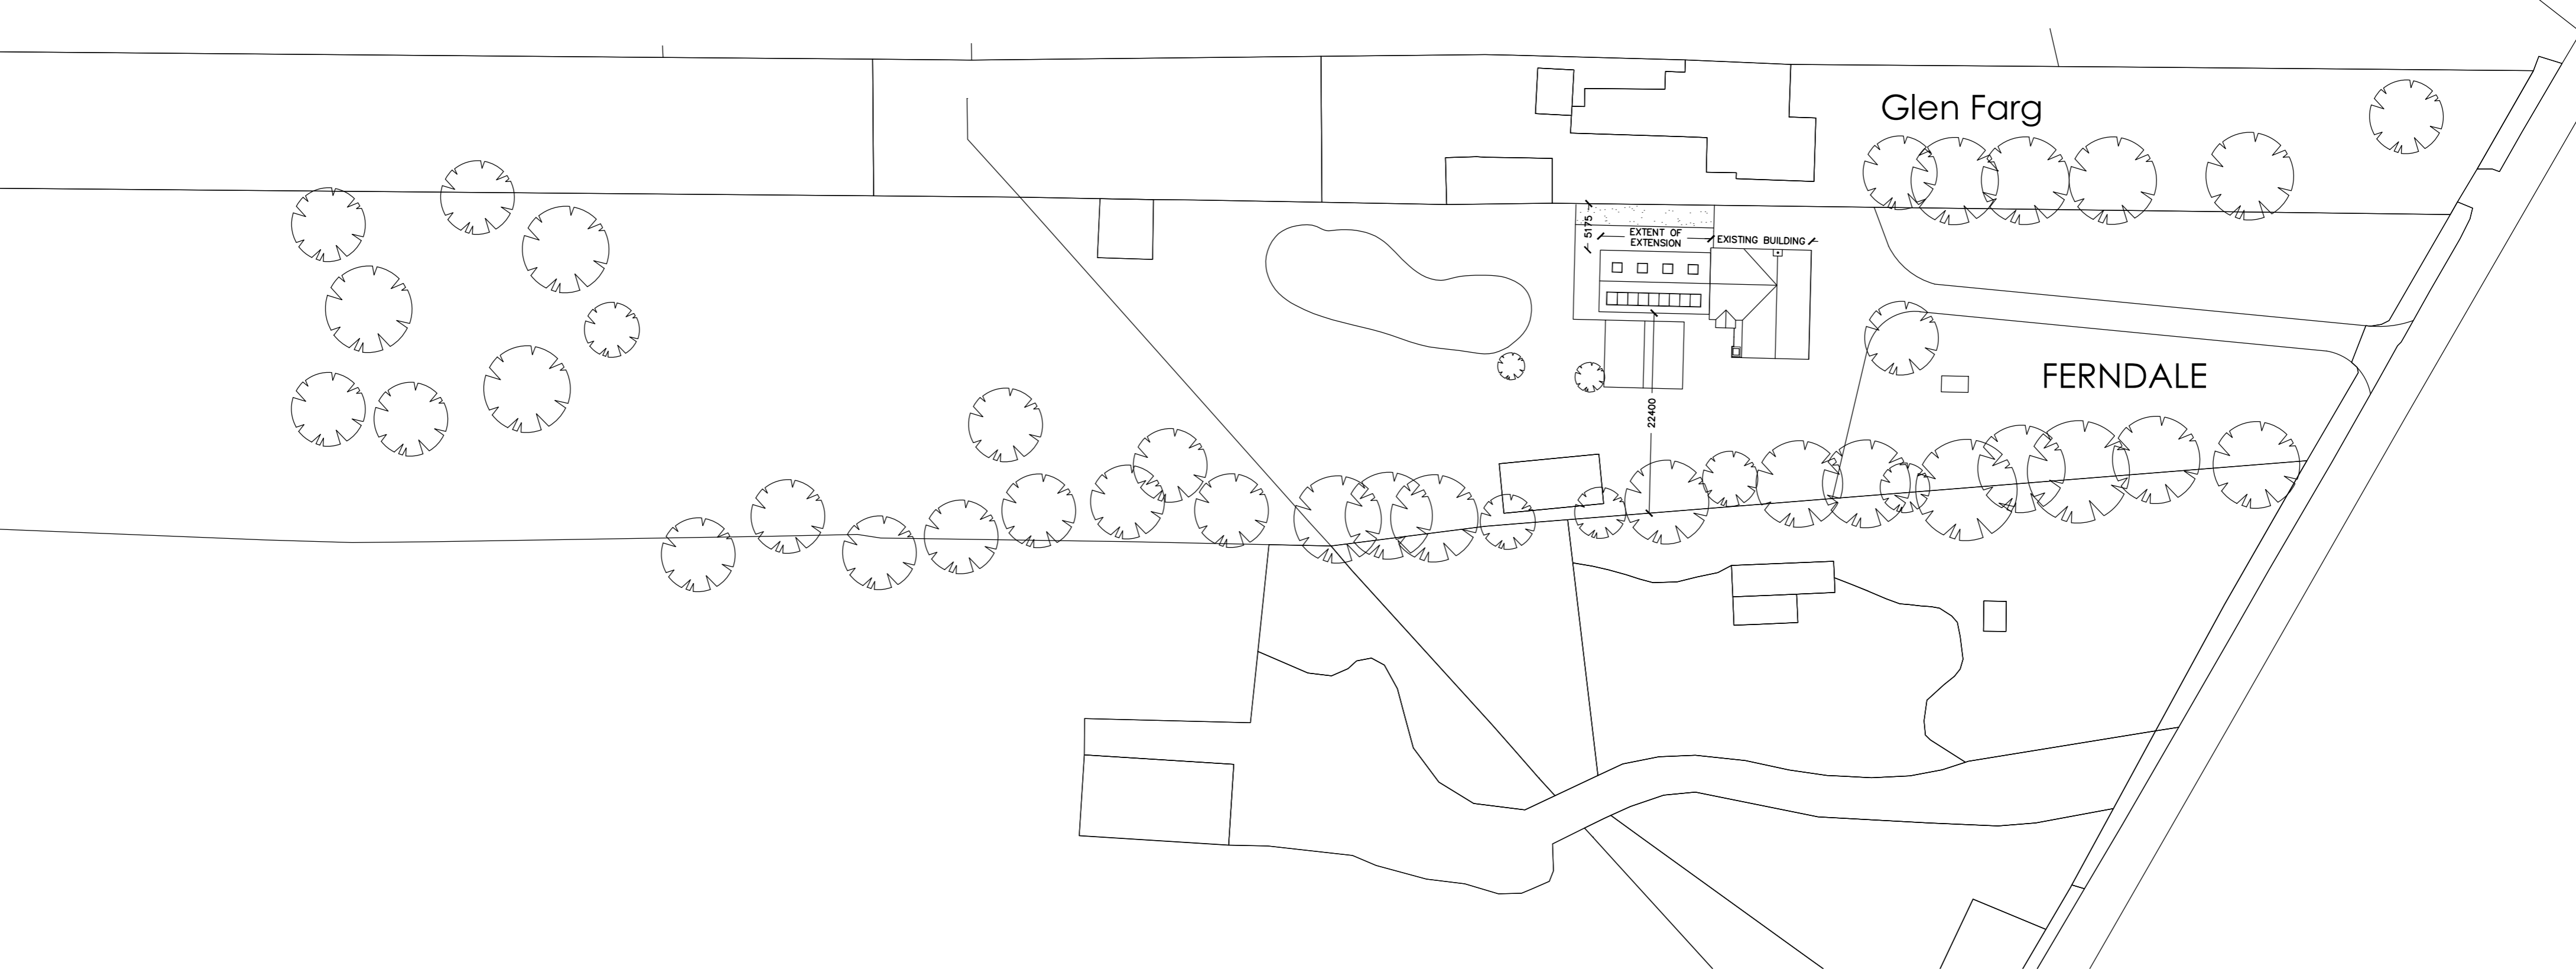 Glen Farg
5175
EXTENT OF
EXTENSION
EXISTING BUILDING
FERNDALE
22400